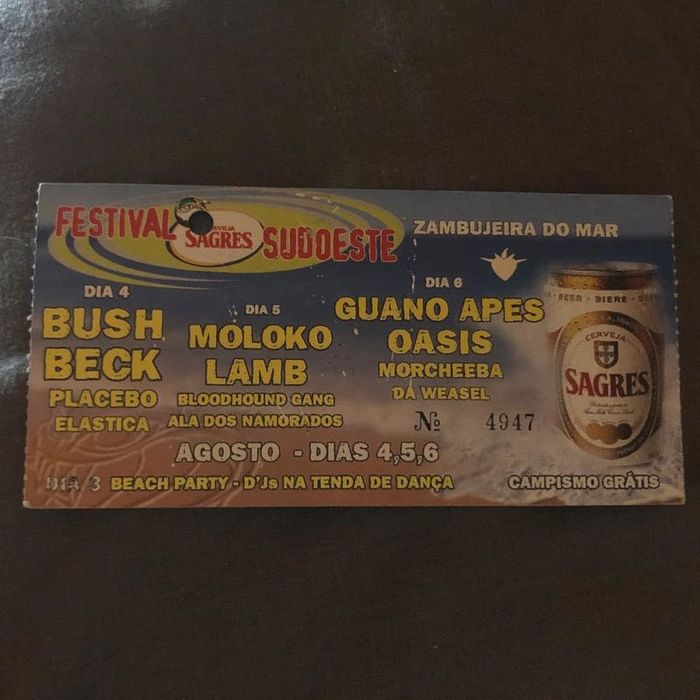 FESTIVAL CERVEJA SAGRES SUDOESTE
ZAMBUJEIRA DO MAR
DIA 4
BUSH
BECK
PLACEBO
ELASTICA
DIA 5
MOLOKO
LAMB
BLOODHOUND GANG
ALA DOS NAMORADOS
DIA 6
GUANO APES
OASIS
MORCHEEBA
DA WEASEL
Nº 4947
AGOSTO - DIAS 4,5,6
DIA 3 BEACH PARTY - D'Js NA TENDA DE DANÇA
CAMPISMO GRÁTIS
BEER - BIERE
CERVEJA
SAGRES